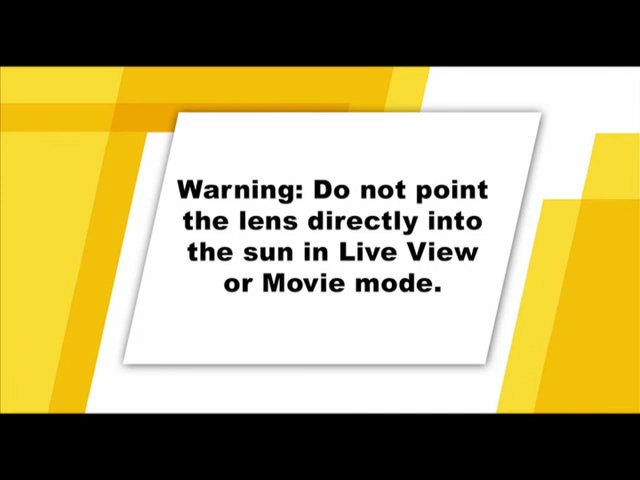 Warning: Do not point
the lens directly into
the sun in Live View
or Movie mode.